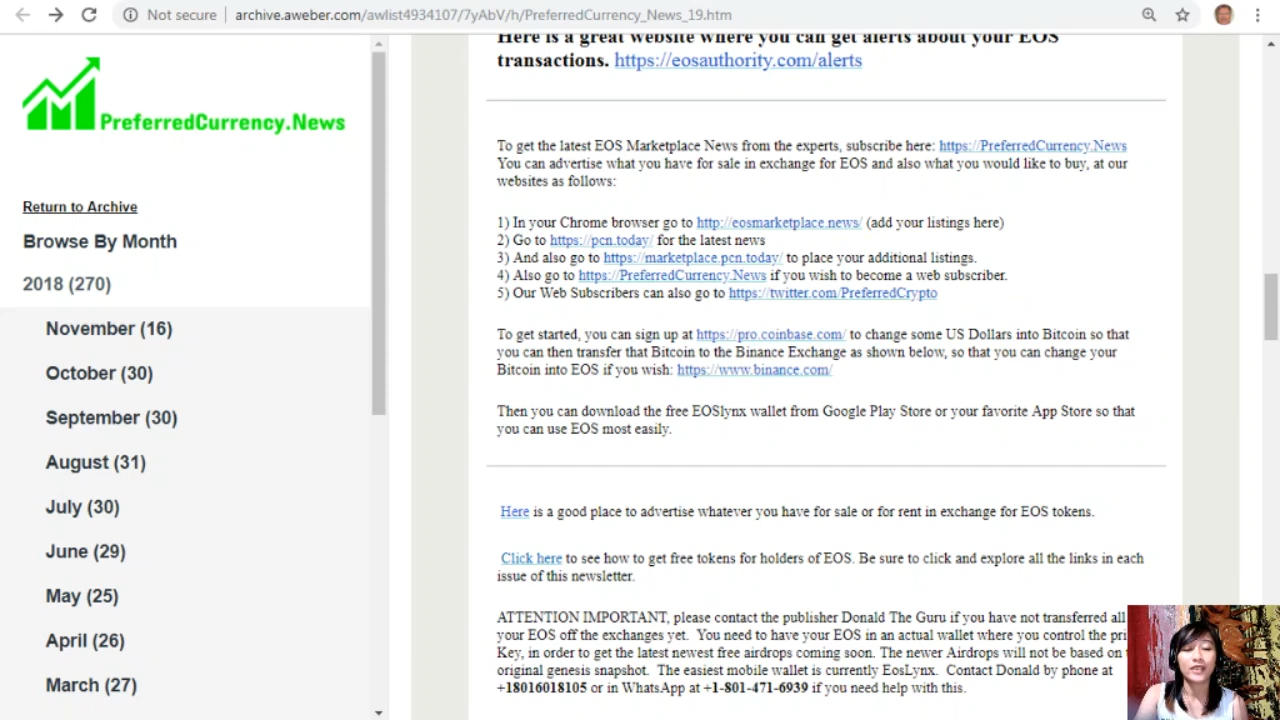 Not secure | archive.aweber.com/awlist4934107/7yAbV/h/PreferredCurrency_News_19.htm
PreferredCurrency.News
Return to Archive
Browse By Month
2018 (270)
November (16)
October (30)
September (30)
August (31)
July (30)
June (29)
May (25)
April (26)
March (27)
Here is a great website where you can get alerts about your EOS
transactions. https://eosauthority.com/alerts
To get the latest EOS Marketplace News from the experts, subscribe here: https://PreferredCurrency.News
You can advertise what you have for sale in exchange for EOS and also what you would like to buy, at our
websites as follows:
1) In your Chrome browser go to http://eosmarketplace.news/ (add your listings here)
2) Go to https://pcn.today/ for the latest news
3) And also go to https://marketplace.pcn.today/ to place your additional listings.
4) Also go to https://PreferredCurrency.News if you wish to become a web subscriber.
5) Our Web Subscribers can also go to https://twitter.com/PreferredCrypto
To get started, you can sign up at https://pro.coinbase.com/ to change some US Dollars into Bitcoin so that
you can then transfer that Bitcoin to the Binance Exchange as shown below, so that you can change your
Bitcoin into EOS if you wish: https://www.binance.com/
Then you can download the free EOSlynx wallet from Google Play Store or your favorite App Store so that
you can use EOS most easily.
Here is a good place to advertise whatever you have for sale or for rent in exchange for EOS tokens.
Click here to see how to get free tokens for holders of EOS. Be sure to click and explore all the links in each
issue of this newsletter.
ATTENTION IMPORTANT, please contact the publisher Donald The Guru if you have not transferred all
your EOS off the exchanges yet. You need to have your EOS in an actual wallet where you control the pri
Key, in order to get the latest newest free airdrops coming soon. The newer Airdrops will not be based on
original genesis snapshot. The easiest mobile wallet is currently EosLynx. Contact Donald by phone at
+18016018105 or in WhatsApp at +1-801-471-6939 if you need help with this.